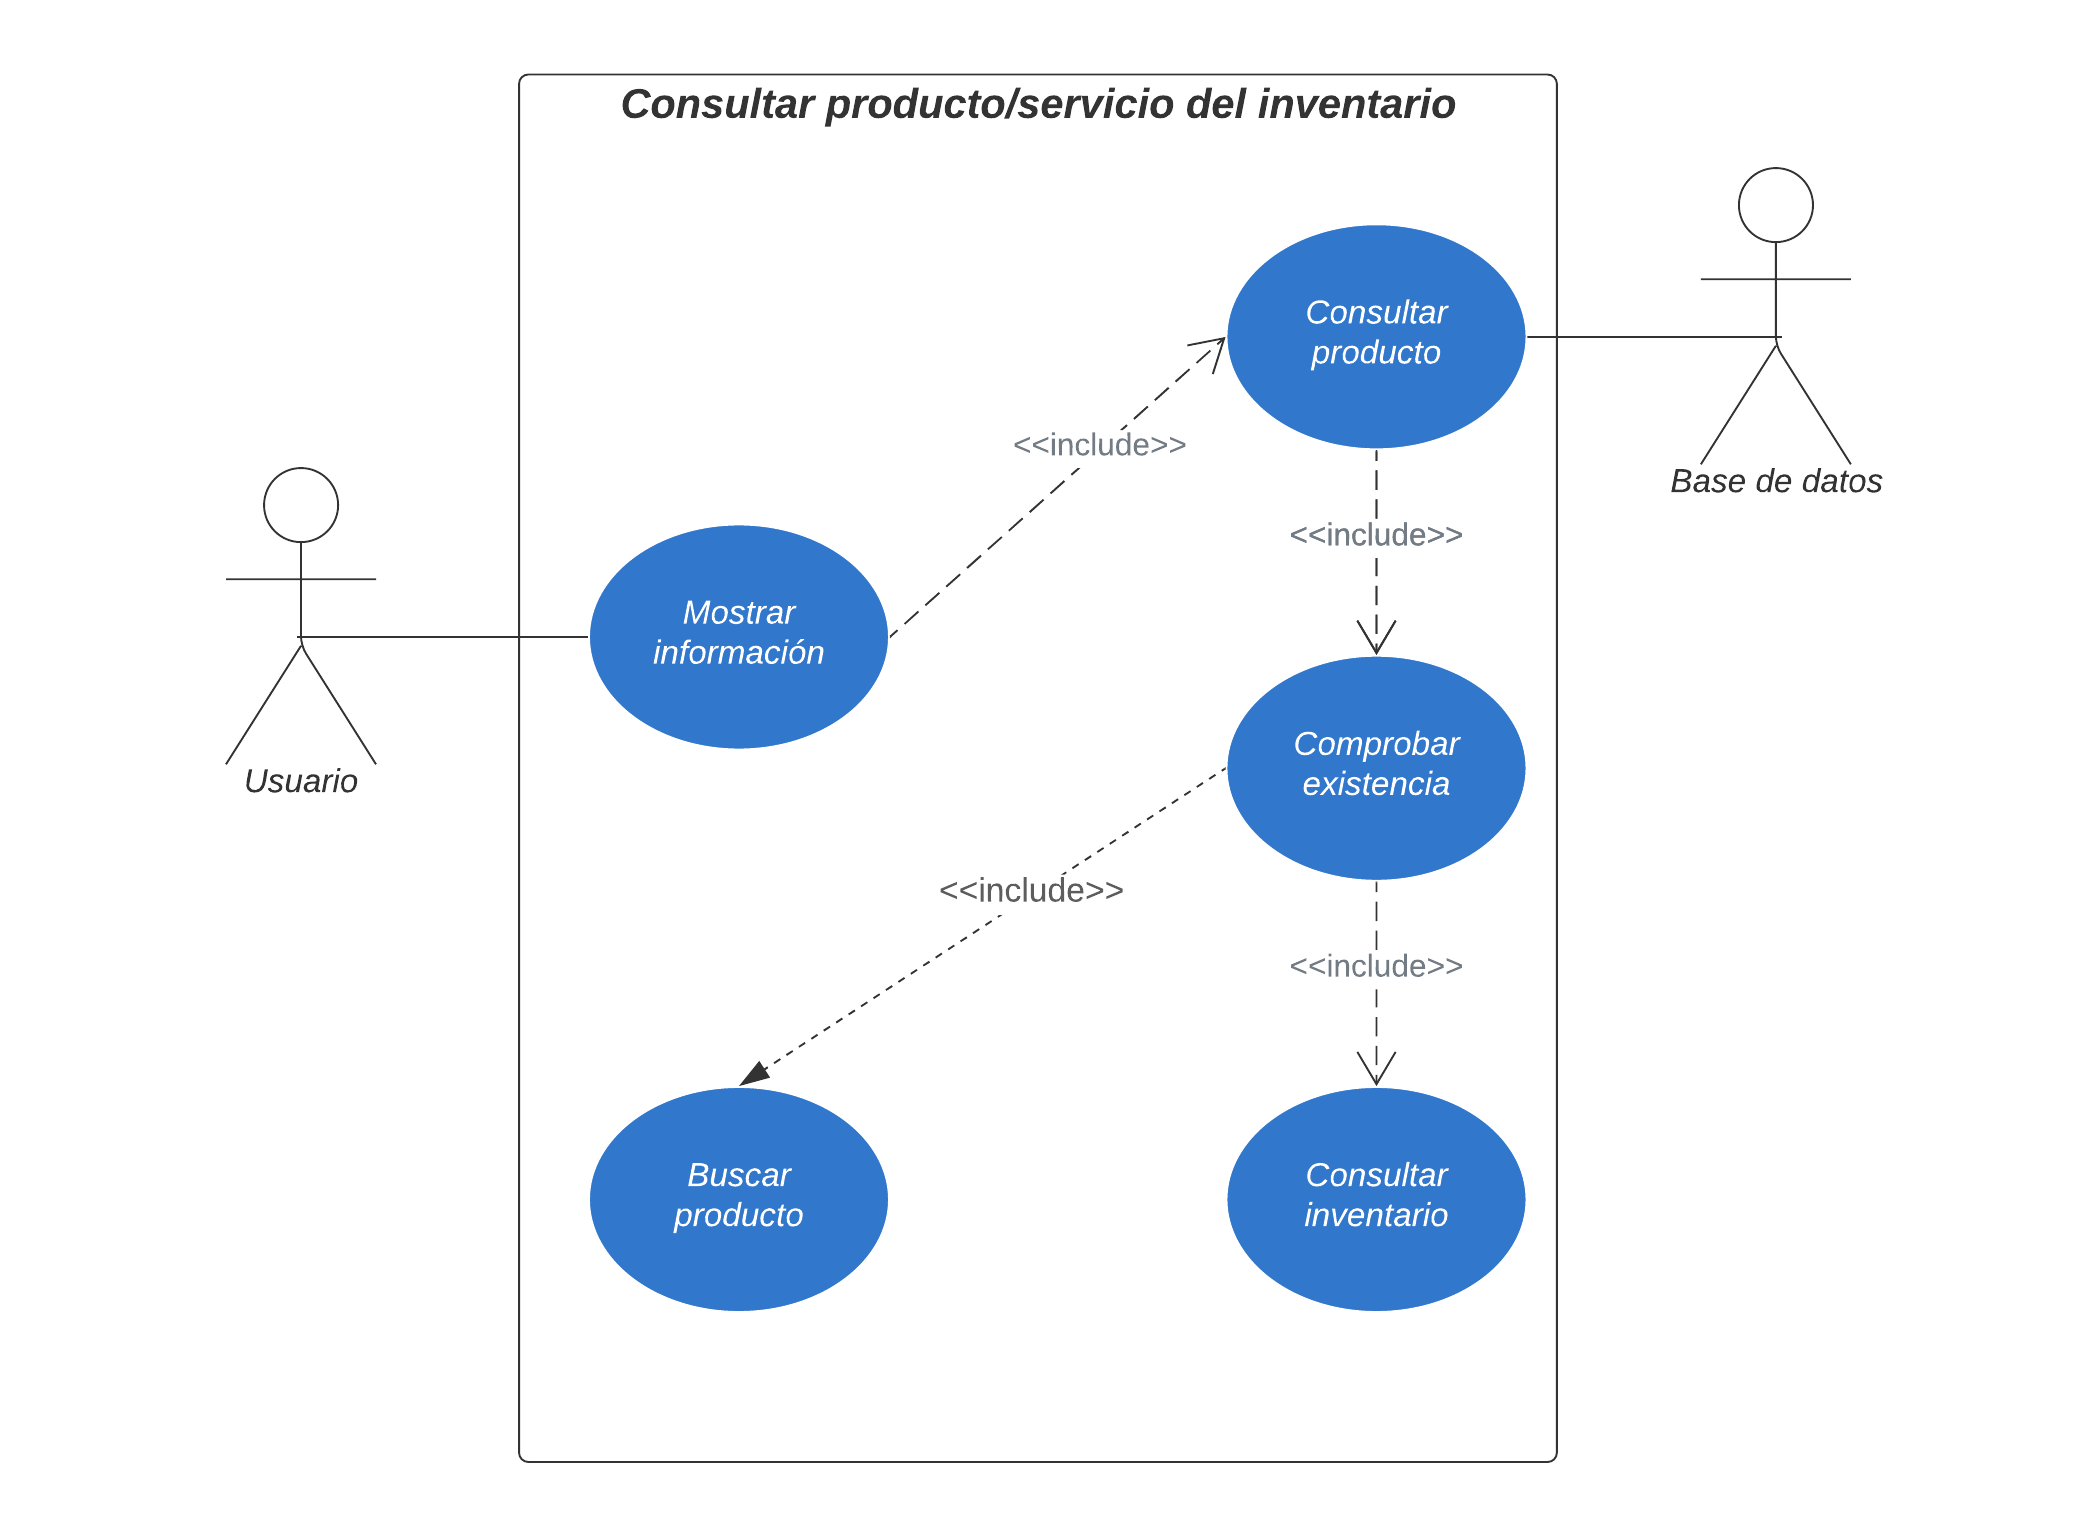 Consultar producto/servicio del inventario
Consultar
producto
<<include>>
Base de datos
<<include>>
Mostrar
información
Usuario
Comprobar
existencia
<<include>>
<<include>>
Buscar
producto
Consultar
inventario